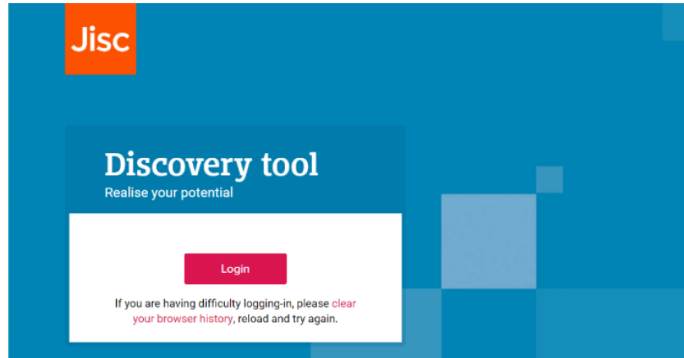 Jisc
Discovery tool
Realise your potential
Login
If you are having difficulty logging-in, please clear
your browser history, reload and try again.